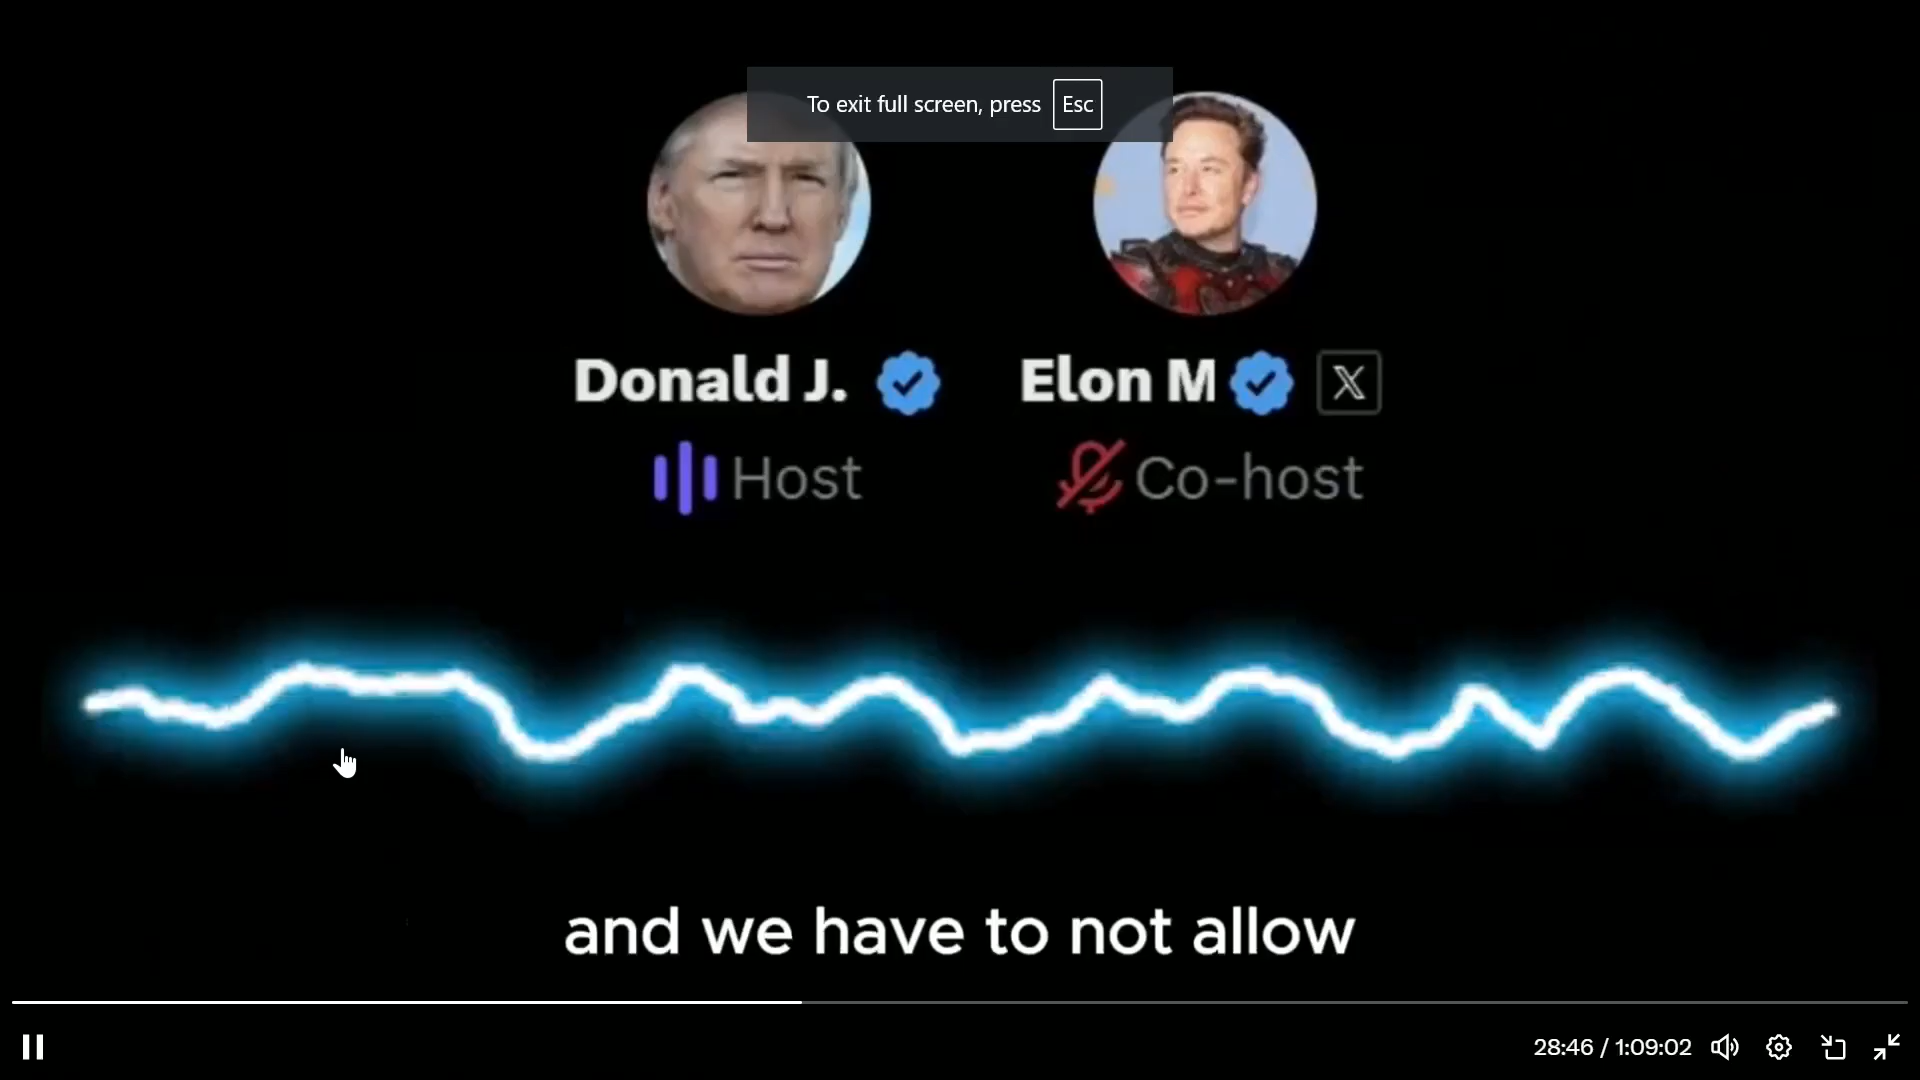 To exit full screen, press Esc
Donald J. Elon M X
Host Co-host
and we have to not allow
28:46 / 1:09:02